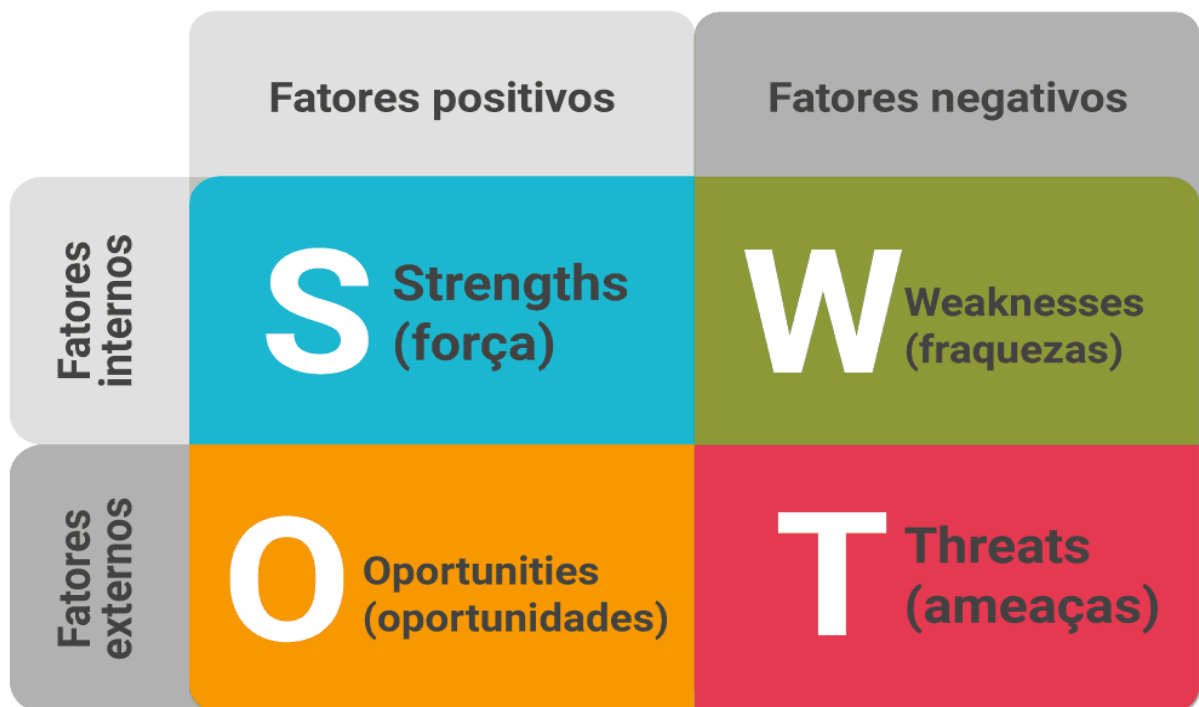 Fatores positivos
Fatores negativos
Fatores
internos
S
Strengths
(força)
W
Weaknesses
(fraquezas)
Fatores
externos
O
Oportunities
(oportunidades)
T
Threats
(ameaças)